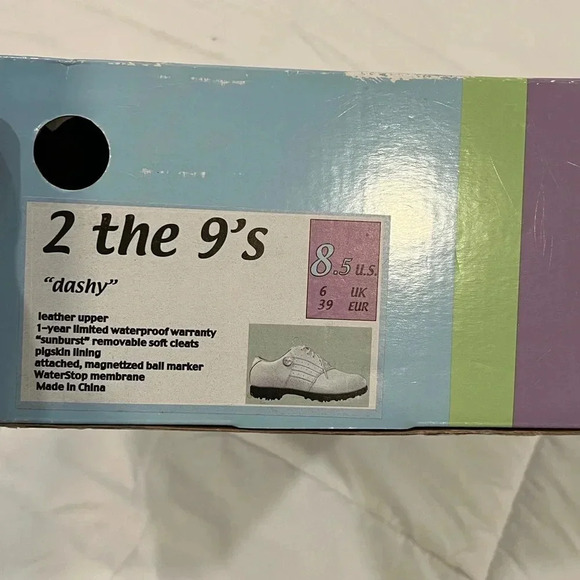 2 the 9's
"dashy"
8.5 U.S.
6 UK
39 EUR
leather upper
1-year limited waterproof warranty
"sunburst" removable soft cleats
pigskin lining
attached, magnetized ball marker
WaterStop membrane
Made in China